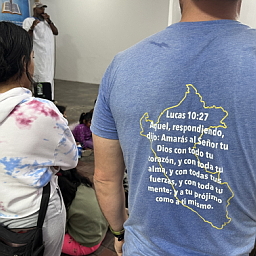 Lucas 10:27
Aquel, respondiendo,
dijo: Amarás al Señor tu
Dios con todo tu
corazón, y con toda tu
alma, y con todas tus
fuerzas, y con toda tu
mente; y a tu prójimo
como a ti mismo.